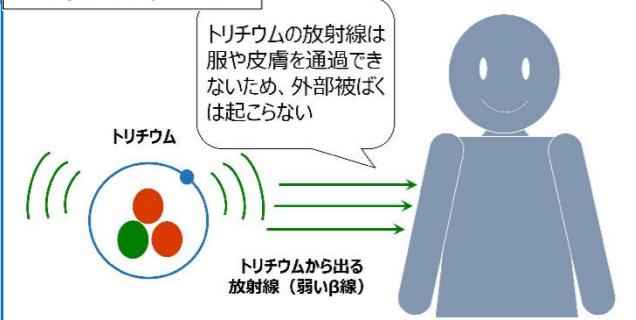 トリチウムの放射線は
服や皮膚を通過でき
ないため、外部被ばく
は起こらない
トリチウム
トリチウムから出る
放射線（弱いβ線）